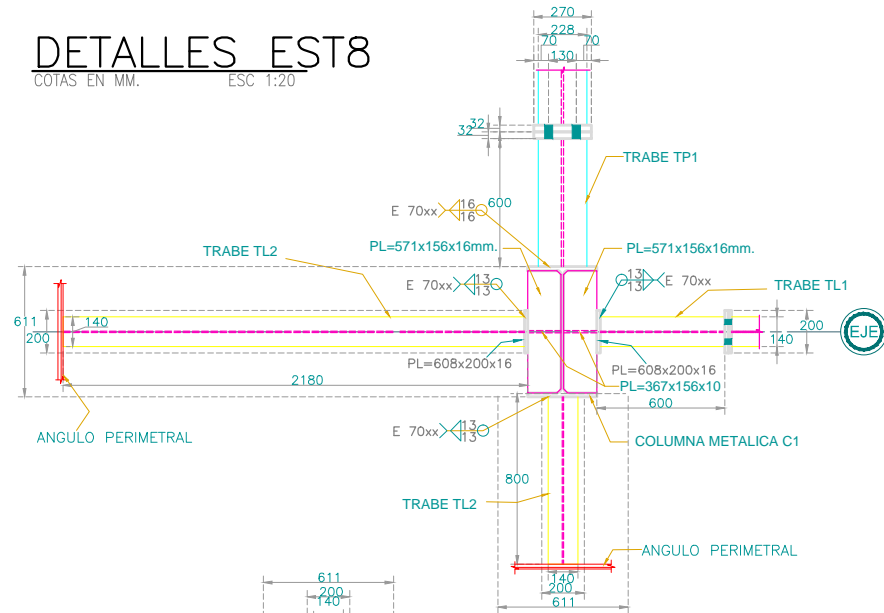 270
228
70 70
130
DETALLES EST8
COTAS EN MM. ESC 1:20
32
32
TRABE TP1
600
E 70xx 16
16
TRABE TL2
PL=571x156x16mm.
PL=571x156x16mm.
E 70xx 13
13
13
13 E 70xx
TRABE TL1
611
200
140
200
140
EJE
PL=608x200x16
PL=608x200x16
2180
PL=367x156x10
600
ANGULO PERIMETRAL
E 70xx 13
13
COLUMNA METALICA C1
800
TRABE TL2
ANGULO PERIMETRAL
140
200
611
611
200
140